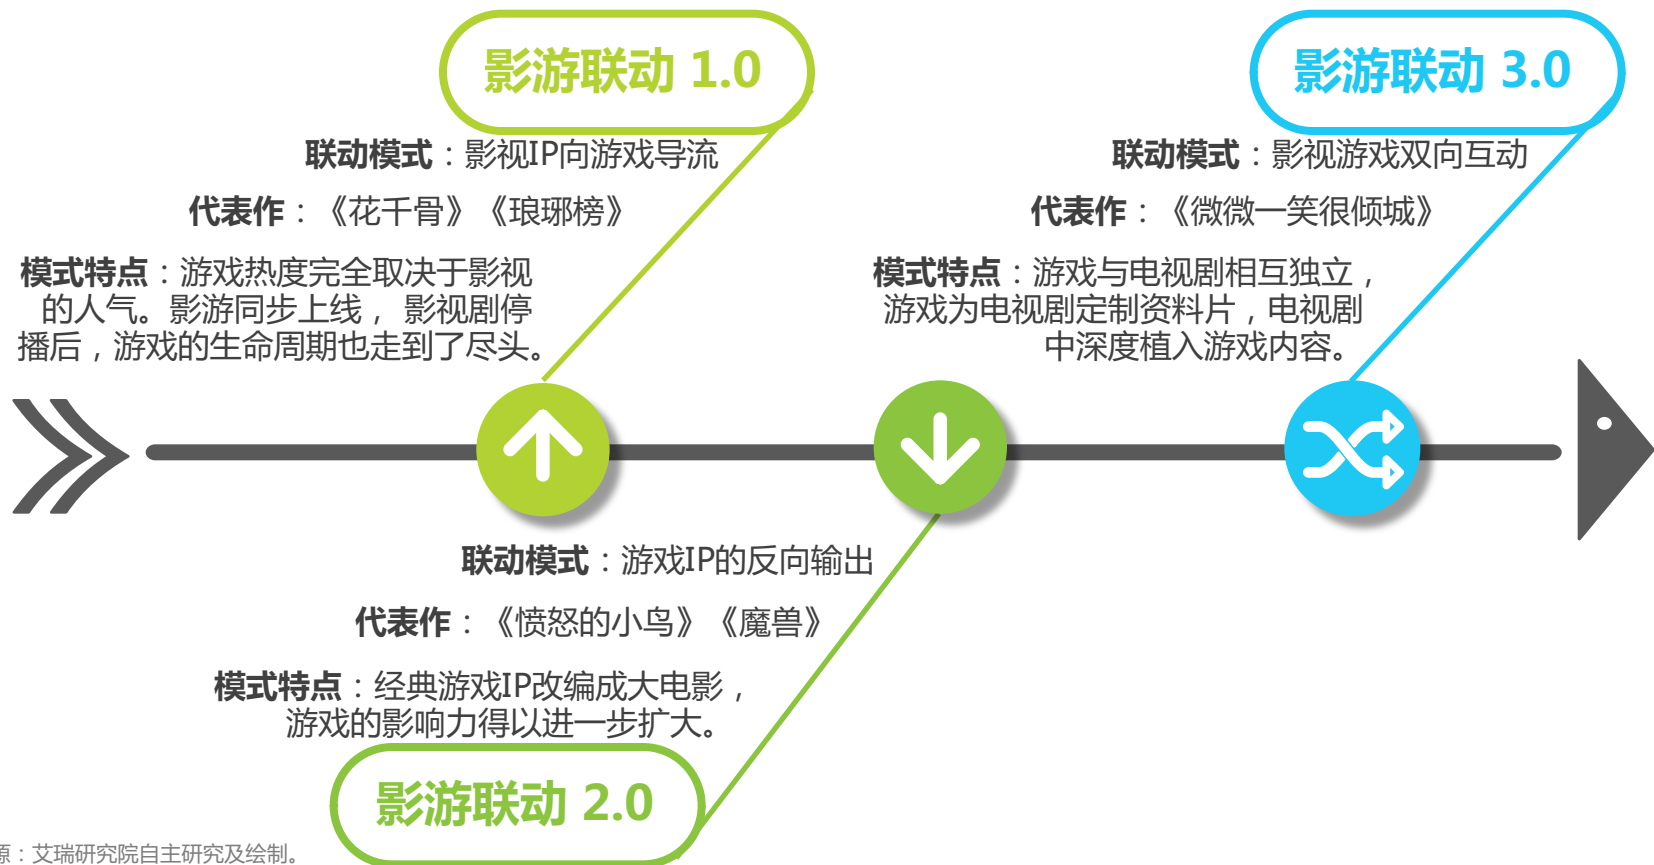 影游联动 1.0
联动模式：影视IP向游戏导流
代表作：《花千骨》《琅琊榜》
模式特点：游戏热度完全取决于影视
的人气。影游同步上线， 影视剧停
播后，游戏的生命周期也走到了尽头。
影游联动 3.0
联动模式：影视游戏双向互动
代表作：《微微一笑很倾城》
模式特点：游戏与电视剧相互独立，
游戏为电视剧定制资料片，电视剧
中深度植入游戏内容。
联动模式：游戏IP的反向输出
代表作：《愤怒的小鸟》《魔兽》
模式特点：经典游戏IP改编成大电影，
游戏的影响力得以进一步扩大。
影游联动 2.0
源：艾瑞研究院自主研究及绘制。